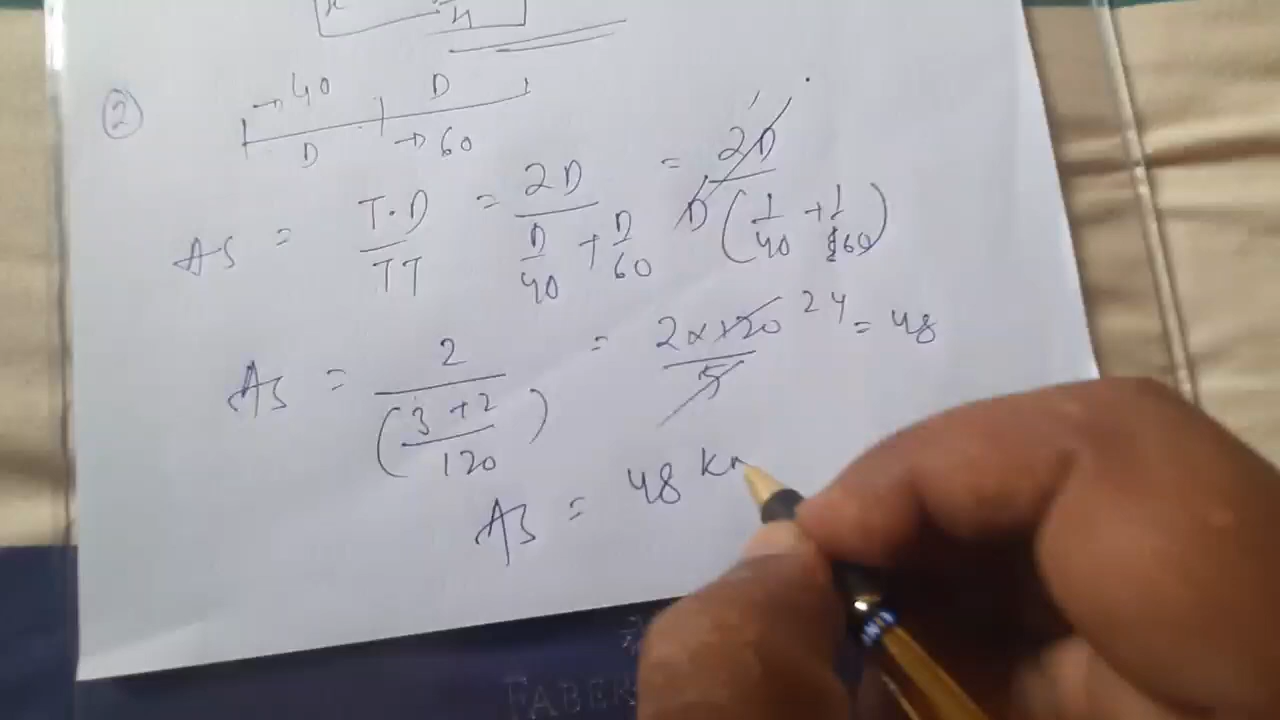 x n
②
→ 40 D
D → 60
AS = T.D / TT = 2D / (D/40 + D/60) = 2D / D(1/40 + 1/60)
AS = 2 / ((3 + 2)/120) = 2 x 120 / 5 24 = 48
AS = 48 Km
FABER